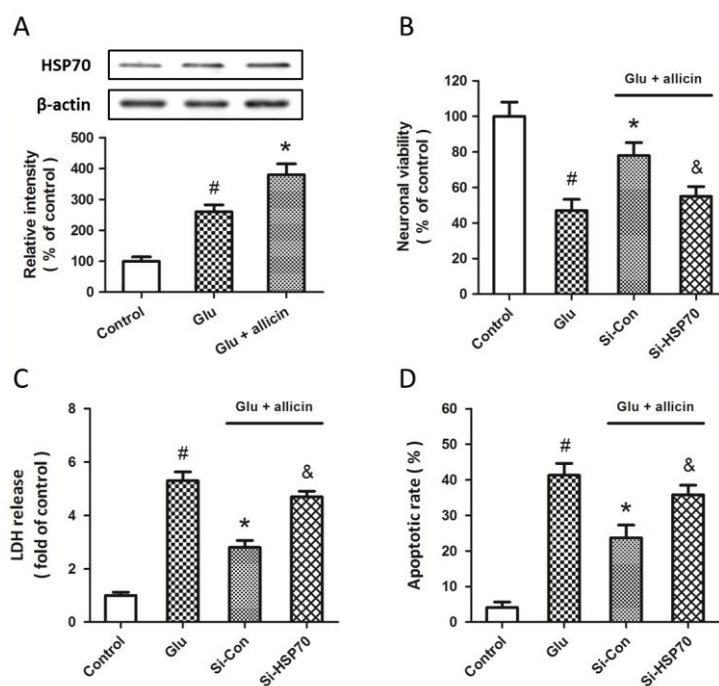 A
HSP70
β-actin
Relative intensity
( % of control)
500
400
300
200
100
0
#
*
Control
Glu
Glu + allicin
B
Glu + allicin
Neuronal viability
( % of control)
120
100
80
60
40
20
0
#
*
&
Control
Glu
Si-Con
Si-HSP70
C
Glu + allicin
LDH release
( fold of control)
8
6
4
2
0
#
*
&
Control
Glu
Si-Con
Si-HSP70
D
Glu + allicin
Apoptotic rate ( % )
60
50
40
30
20
10
0
#
*
&
Control
Glu
Si-Con
Si-HSP70